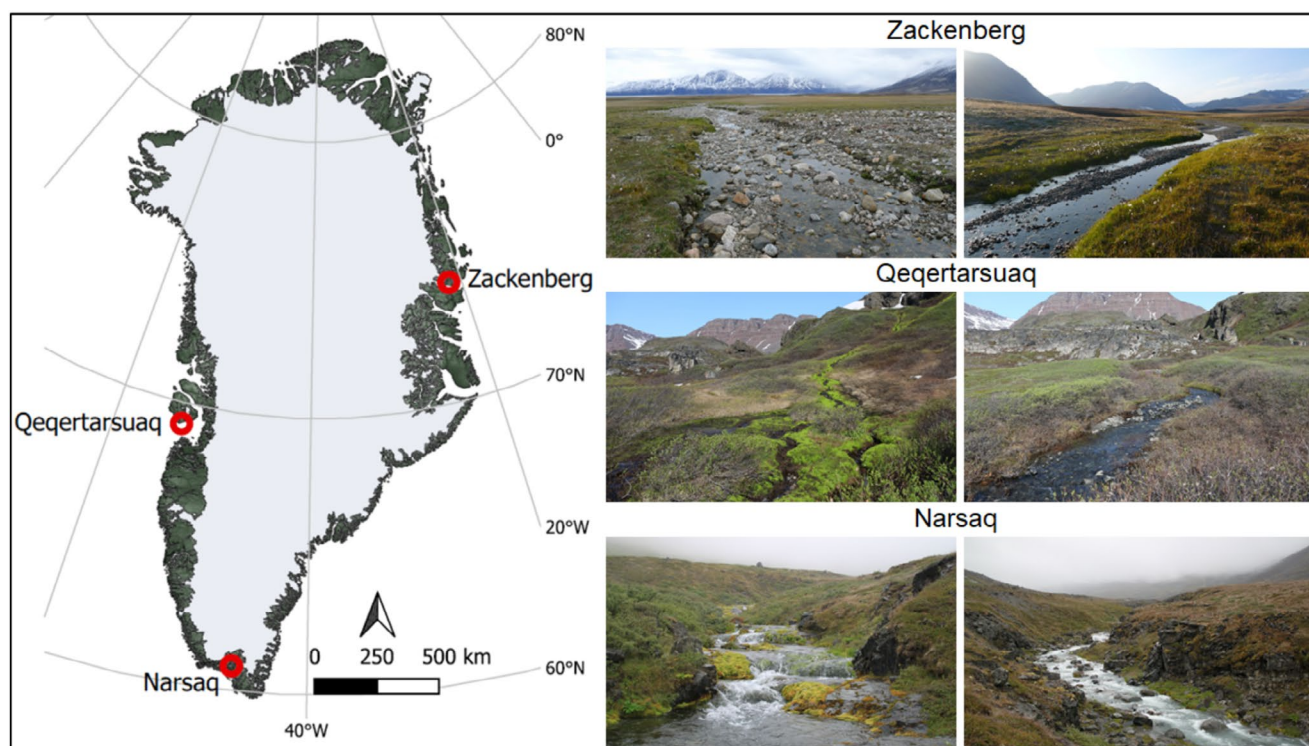 80°N
0°
Zackenberg
70°N
Qeqertarsuaq
20°W
0 250 500 km
Narsaq
60°N
40°W
Zackenberg
Qeqertarsuaq
Narsaq